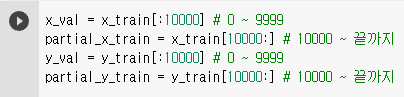 x_val = x_train[:10000] # 0 ~ 9999
partial_x_train = x_train[10000:] # 10000 ~ 끝까지
y_val = y_train[:10000] # 0 ~ 9999
partial_y_train = y_train[10000:] # 10000 ~ 끝까지